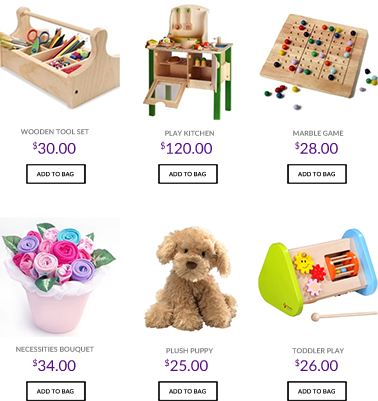 WOODEN TOOL SET
PLAY KITCHEN
MARBLE GAME
$30.00
$120.00
$28.00
ADD TO BAG
ADD TO BAG
ADD TO BAG
NECESSITIES BOUQUET
PLUSH PUPPY
TODDLER PLAY
$34.00
$25.00
$26.00
ADD TO BAG
ADD TO BAG
ADD TO BAG